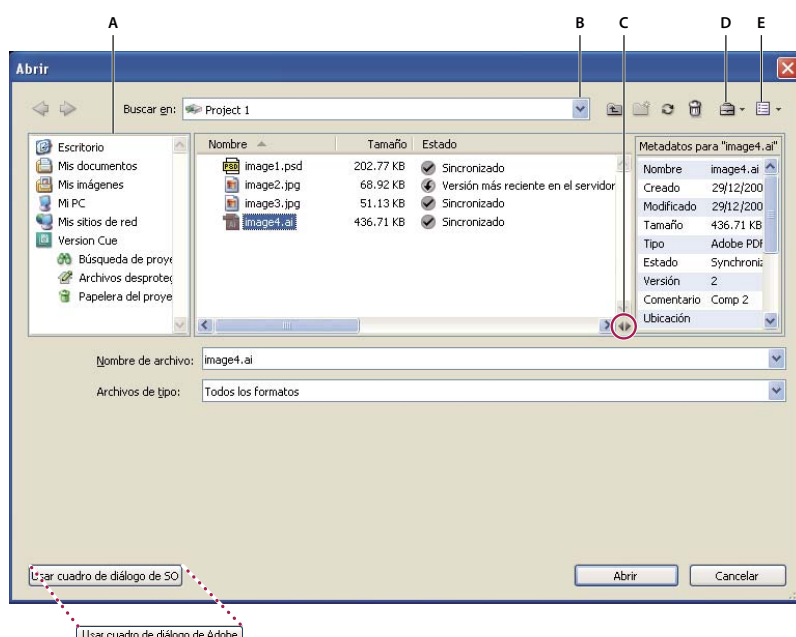 A B C D E
Abrir
Buscar en: Project 1
Escritorio
Mis documentos
Mis imágenes
Mi PC
Mis sitios de red
Version Cue
Búsqueda de proye
Archivos desproteg
Papelera del proye
Nombre Tamaño Estado
image1.psd 202.77 KB Sincronizado
image2.jpg 68.92 KB Versión más reciente en el servidor
image3.jpg 51.13 KB Sincronizado
image4.ai 436.71 KB Sincronizado
Metadatos para "image4.ai"
Nombre image4.ai
Creado 29/12/200
Modificado 29/12/200
Tamaño 436.71 KB
Tipo Adobe PDF
Estado Synchroniz
Versión 2
Comentario Comp 2
Ubicación
Nombre de archivo: image4.ai
Archivos de tipo: Todos los formatos
Usar cuadro de diálogo de SO Abrir Cancelar
Usar cuadro de diálogo de Adobe